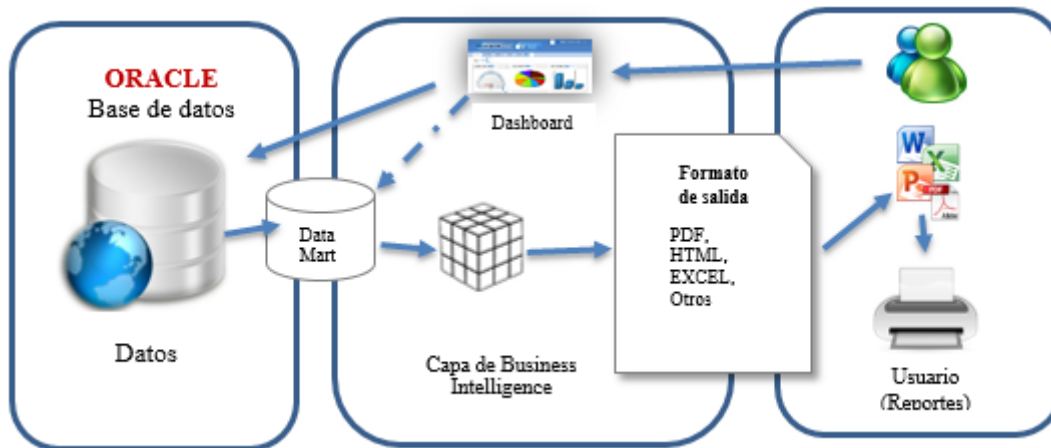 ORACLE
Base de datos
Datos
Data
Mart
Dashboard
Capa de Business
Intelligence
Formato
de salida
PDF,
HTML,
EXCEL,
Otros
W
X
P
PDF
Usuario
(Reportes)